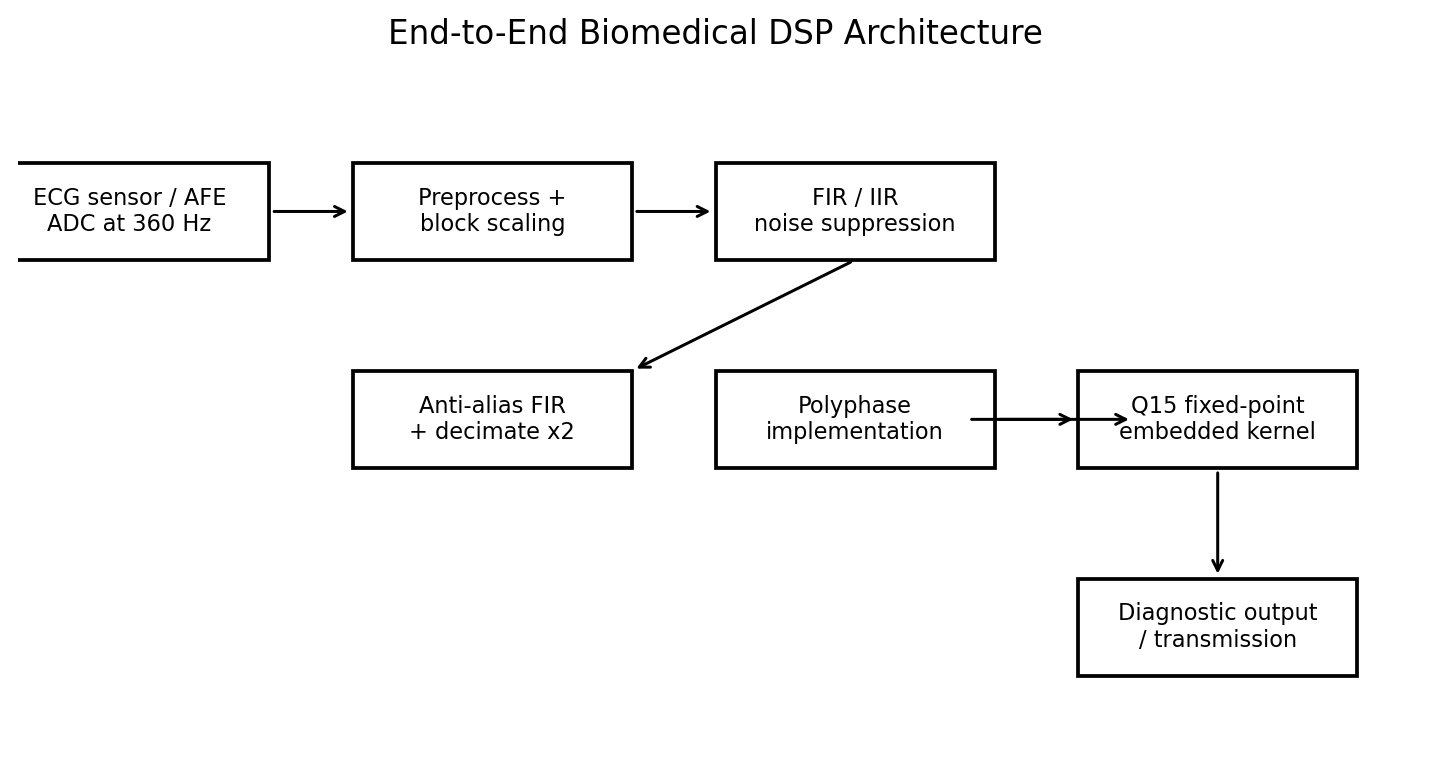 End-to-End Biomedical DSP Architecture
ECG sensor / AFE
ADC at 360 Hz
Preprocess +
block scaling
FIR / IIR
noise suppression
Anti-alias FIR
+ decimate x2
Polyphase
implementation
Q15 fixed-point
embedded kernel
Diagnostic output
/ transmission